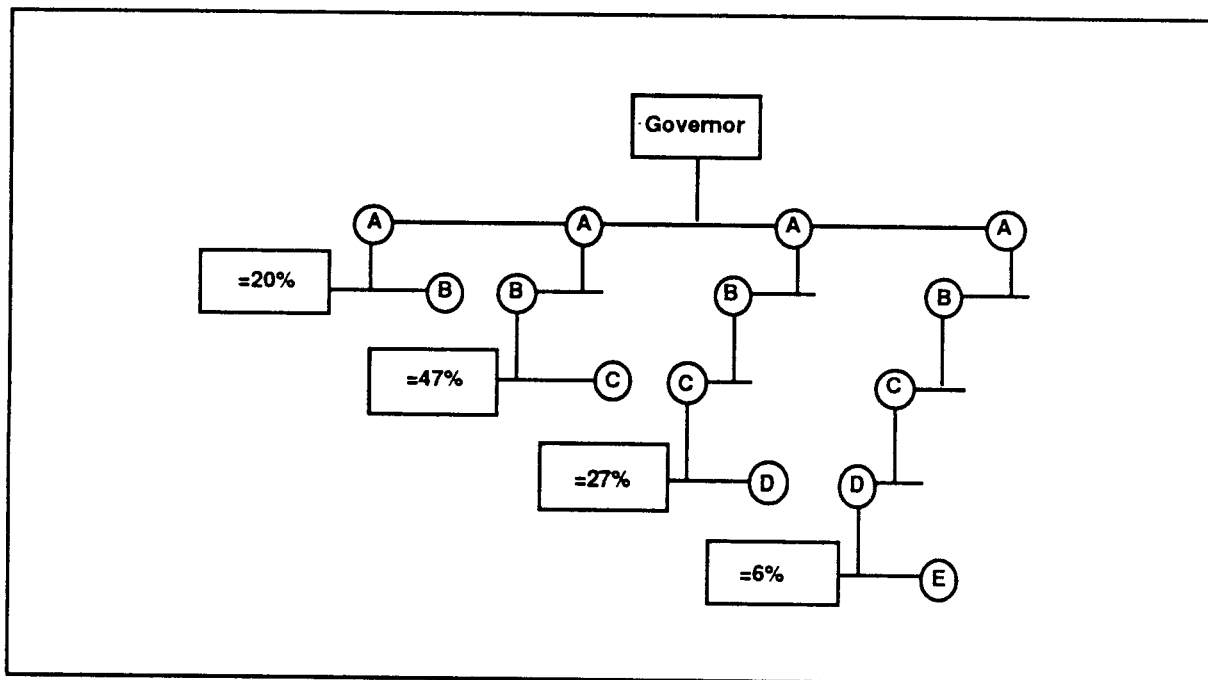 Governor
A A A A
=20% B B B B
=47% C C C
=27% D D
=6% E